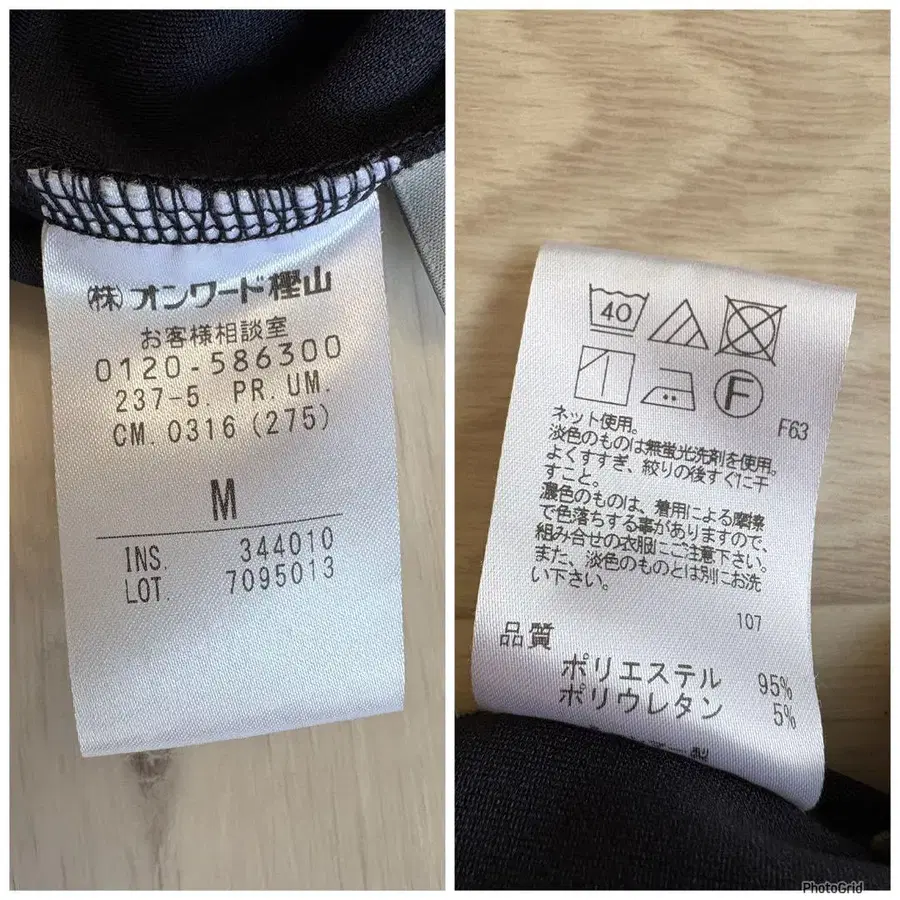 (株)オンワード樫山
お客様相談室
0120-586300
237-5. PR. UM.
CM. 0316 (275)
M
INS. 344010
LOT. 7095013
40
F
F63
ネット使用。
淡色のものは無蛍光洗剤を使用。
よくすすぎ、絞りの後すぐに干
すこと。
濃色のものは、着用による摩擦
で色落ちする事がありますので、
組み合せの衣服にご注意下さい。
また、淡色のものとは別にお洗
い下さい。
107
品質
ポリエステル 95%
ポリウレタン 5%
製
PhotoGrid